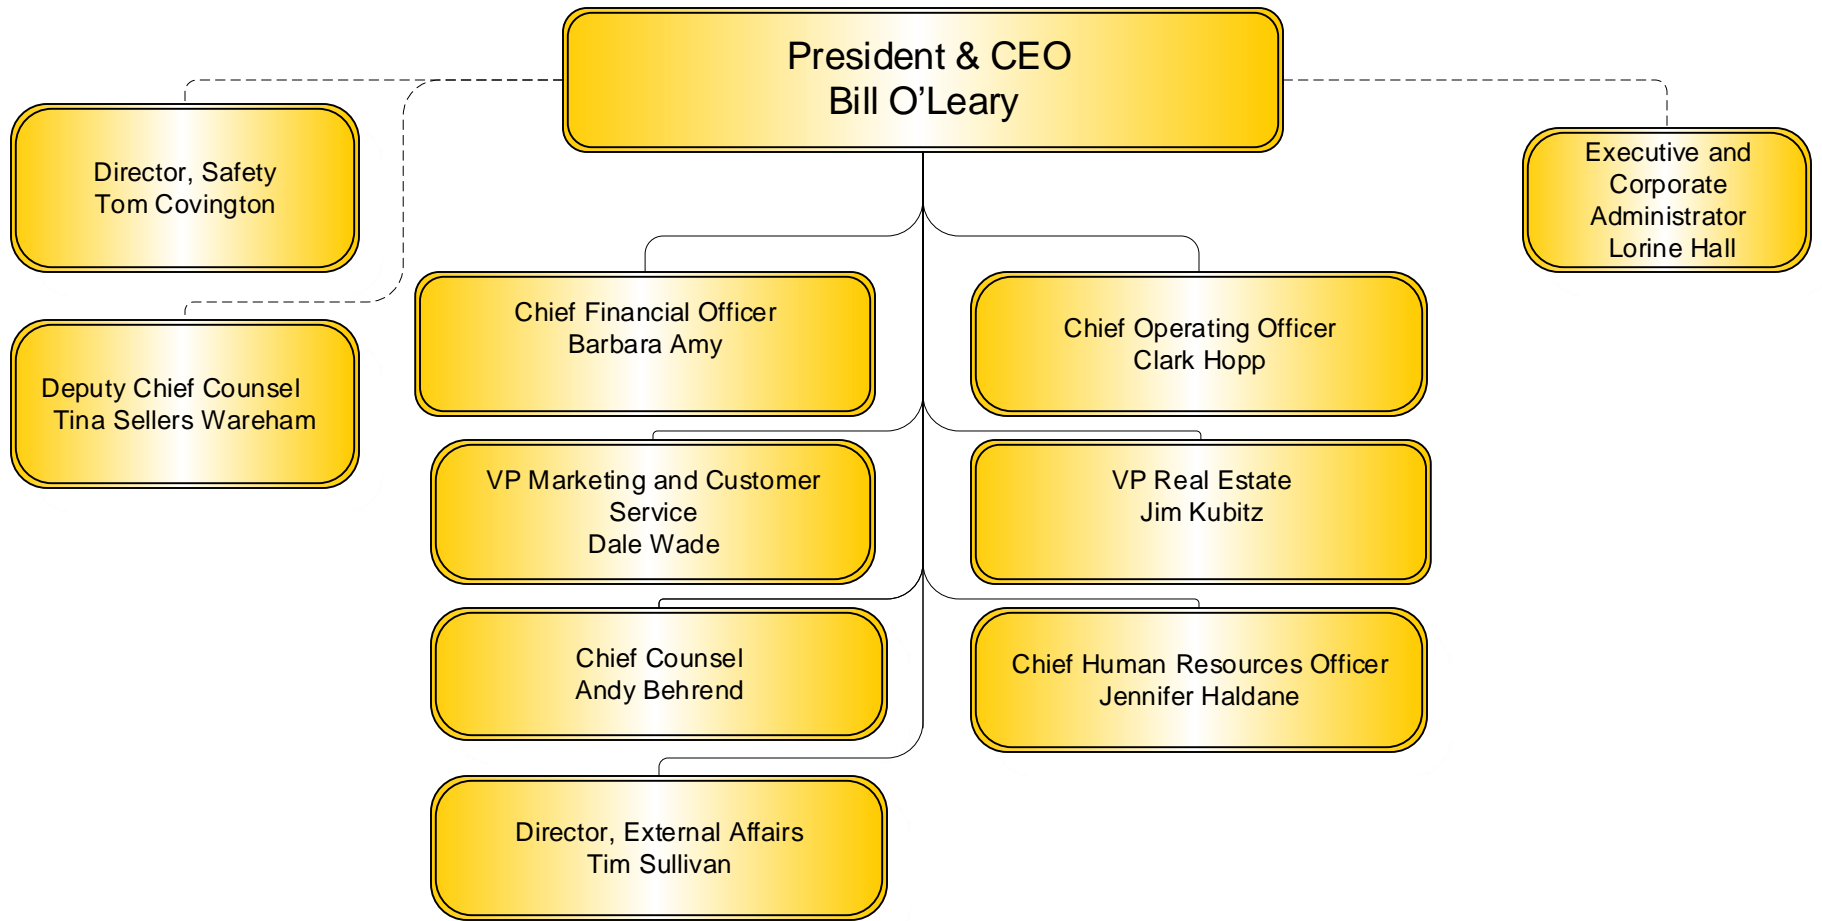 President & CEO
Bill O’Leary
Director, Safety
Tom Covington
Executive and
Corporate
Administrator
Lorine Hall
Deputy Chief Counsel
Tina Sellers Wareham
Chief Financial Officer
Barbara Amy
Chief Operating Officer
Clark Hopp
VP Marketing and Customer
Service
Dale Wade
VP Real Estate
Jim Kubitz
Chief Counsel
Andy Behrend
Chief Human Resources Officer
Jennifer Haldane
Director, External Affairs
Tim Sullivan